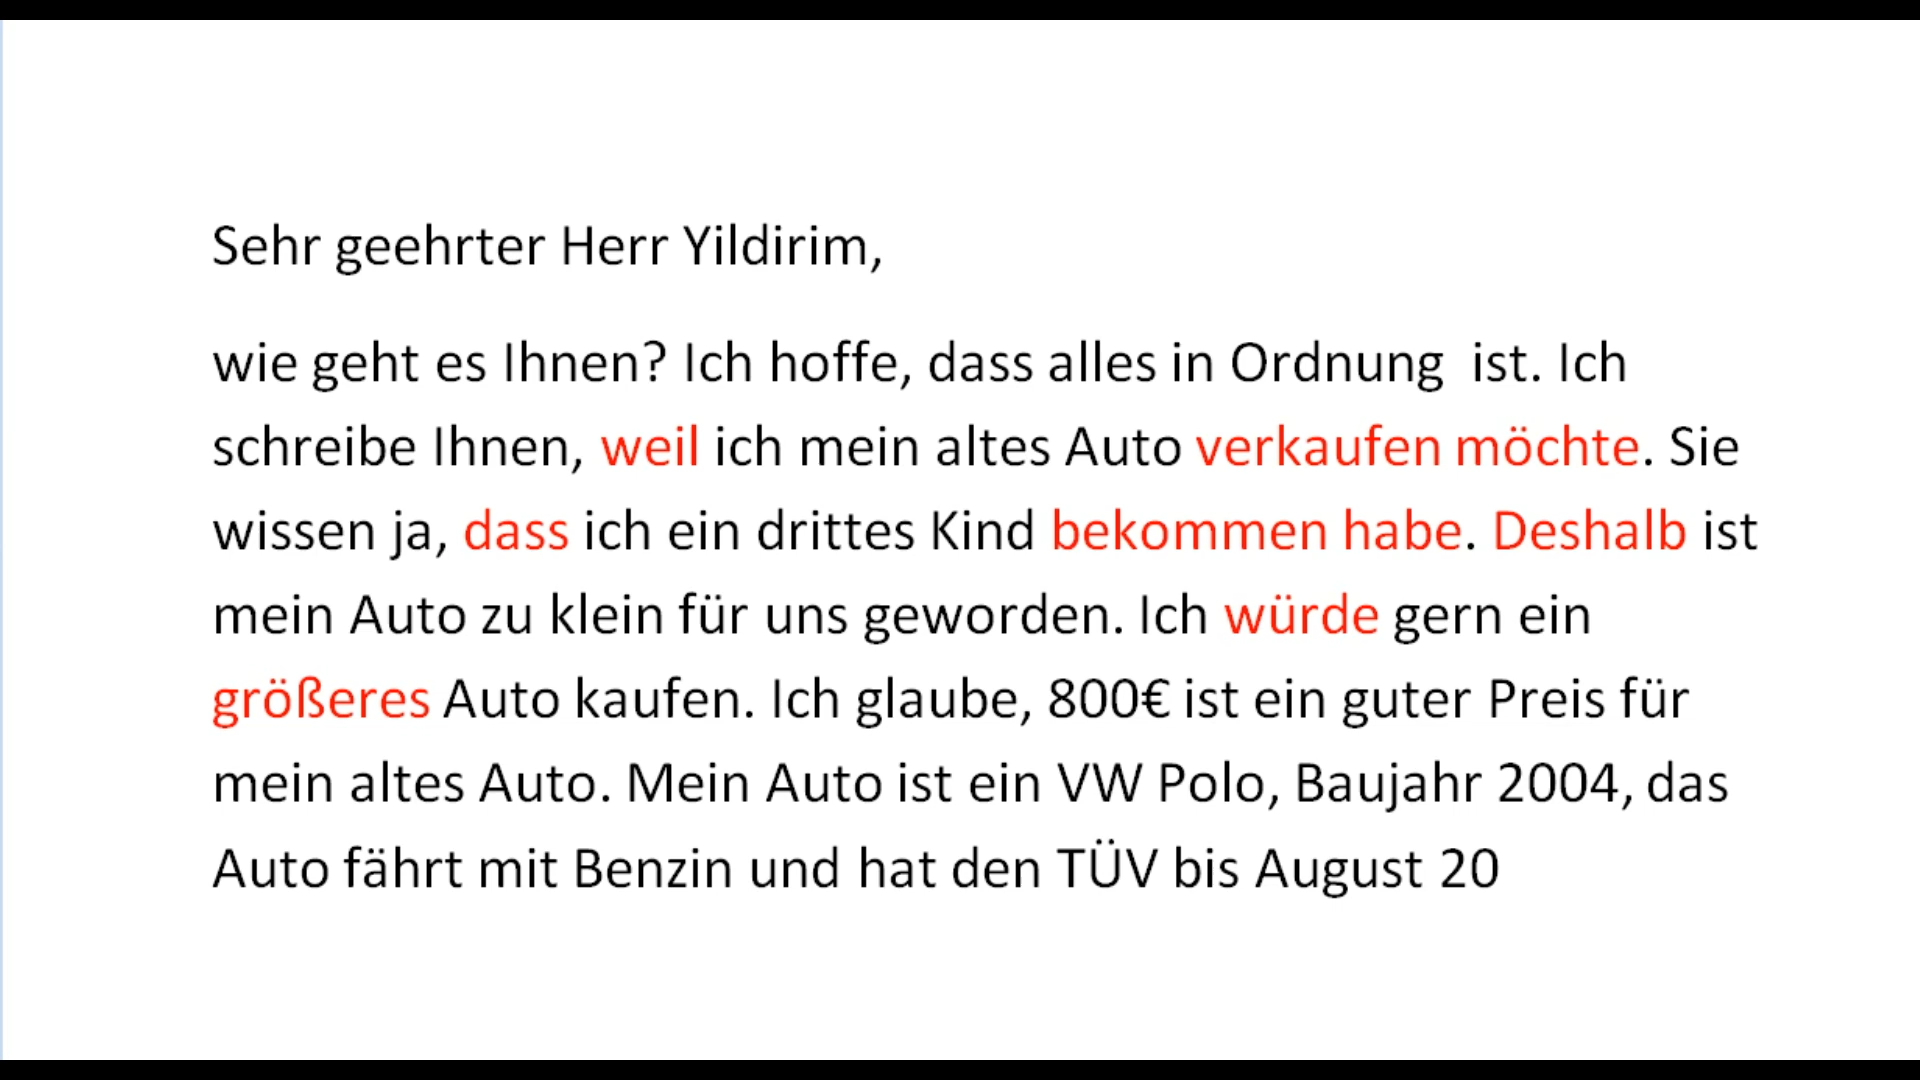 Sehr geehrter Herr Yildirim,
wie geht es Ihnen? Ich hoffe, dass alles in Ordnung  ist. Ich
schreibe Ihnen, weil ich mein altes Auto verkaufen möchte. Sie
wissen ja, dass ich ein drittes Kind bekommen habe. Deshalb ist
mein Auto zu klein für uns geworden. Ich würde gern ein
größeres Auto kaufen. Ich glaube, 800€ ist ein guter Preis für
mein altes Auto. Mein Auto ist ein VW Polo, Baujahr 2004, das
Auto fährt mit Benzin und hat den TÜV bis August 20